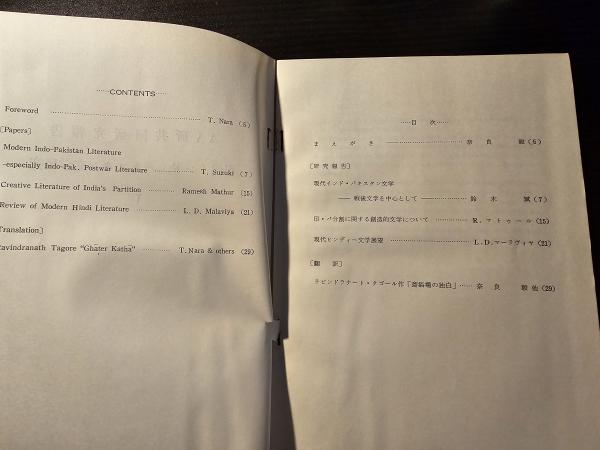 ······CONTENTS······
Foreword ······ T. Nara (5)
[Papers]
Modern Indo-Pakistan Literature
-especially Indo-Pak. Postwar Literature ······ T. Suzuki (7)
Creative Literature of India's Partition ······ Ramesh Mathur (15)
Review of Modern Hindi Literature ······ L. D. Malaviya (21)
[Translation]
Ravindranath Tagore "Ghāter Kathā" ······ T. Nara & others (29)
······目 次······
まえがき ······ 奈良 毅 (5)
[研究報告]
現代インド・パキスタン文学
—— 戦後文学を中心として —— 鈴木 斌 (7)
印・パ分割に関する創造的文学について ······ R. マトゥール (15)
現代ヒンディー文学展望 ······ L.D.マーラヴィヤ (21)
[翻訳]
ラビンドラナート・タゴール作「 の独白」 ······ 奈良 毅他 (29)